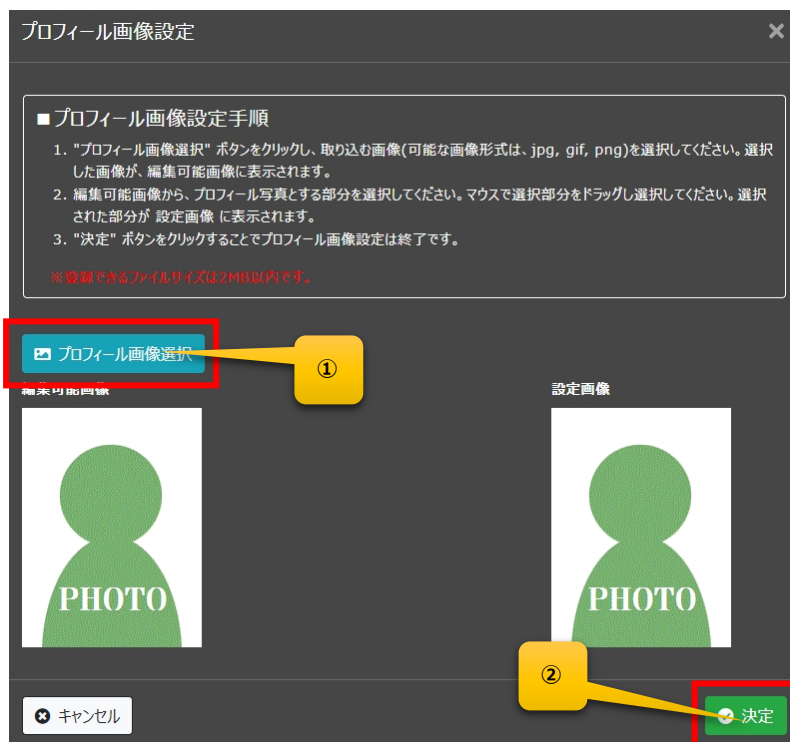 プロフィール画像設定
■プロフィール画像設定手順
1. "プロフィール画像選択" ボタンをクリックし、取り込む画像(可能な画像形式は、jpg, gif, png)を選択してください。選択
した画像が、編集可能画像に表示されます。
2. 編集可能画像から、プロフィール写真とする部分を選択してください。マウスで選択部分をドラッグし選択してください。選択
された部分が 設定画像 に表示されます。
3. "決定" ボタンをクリックすることでプロフィール画像設定は終了です。
※登録できるファイルサイズは2MB以内です。
プロフィール画像選択
①
編集可能画像
設定画像
PHOTO
PHOTO
②
キャンセル
決定